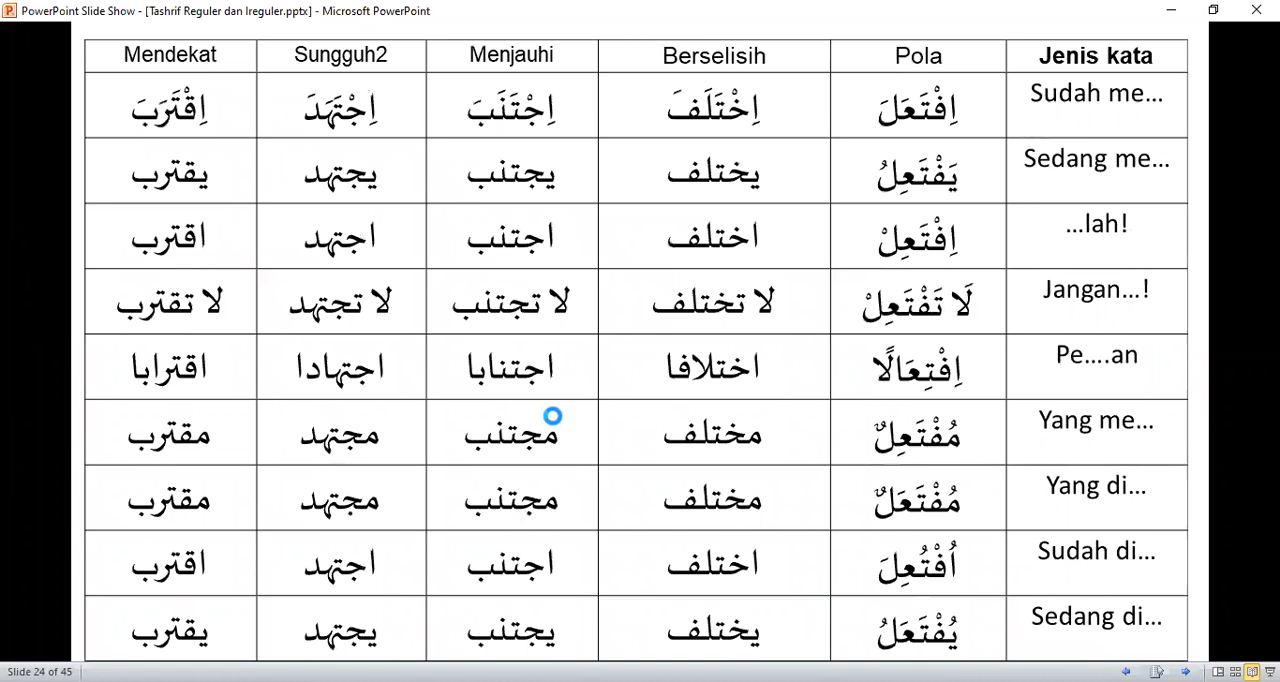 PowerPoint Slide Show - [Tashrif Reguler dan Ireguler.pptx] - Microsoft PowerPoint
Mendekat Sungguh2 Menjauhi Berselisih Pola Jenis kata
اِقْتَرَبَ اِجْتَهَدَ اِجْتَنَبَ اِخْتَلَفَ اِفْتَعَلَ Sudah me...
يقترب يجتهد يجتنب يختلف يَفْتَعِلُ Sedang me...
اقترب اجتهد اجتنب اختلف اِفْتَعِلْ ...lah!
لا تقترب لا تجتهد لا تجتنب لا تختلف لَا تَفْتَعِلْ Jangan...!
اقترابا اجتهادا اجتنابا اختلافا اِفْتِعَالًا Pe....an
مقترب مجتهد مجتنب مختلف مُفْتَعِلٌ Yang me...
مقترب مجتهد مجتنب مختلف مُفْتَعَلٌ Yang di...
اقترب اجتهد اجتنب اختلف اُفْتُعِلَ Sudah di...
يقترب يجتهد يجتنب يختلف يُفْتَعَلُ Sedang di...
Slide 24 of 45